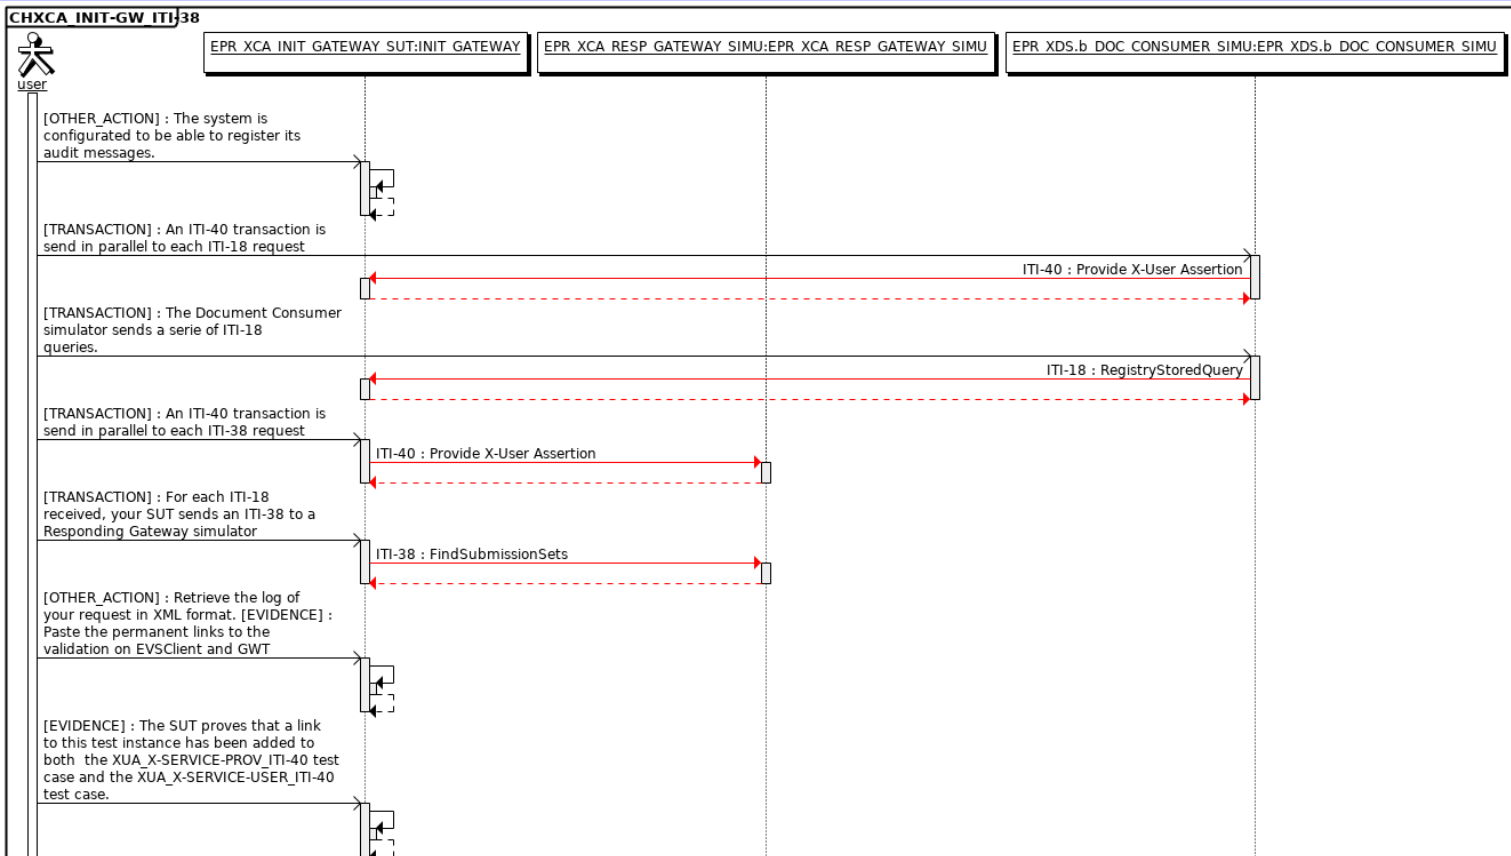 CHXCA_INIT-GW_ITI-38
user
EPR_XCA_INIT_GATEWAY_SUT:INIT_GATEWAY
EPR_XCA_RESP_GATEWAY_SIMU:EPR_XCA_RESP_GATEWAY_SIMU
EPR_XDS.b_DOC_CONSUMER_SIMU:EPR_XDS.b_DOC_CONSUMER_SIMU
[OTHER_ACTION] : The system is
configurated to be able to register its
audit messages.
[TRANSACTION] : An ITI-40 transaction is
send in parallel to each ITI-18 request
ITI-40 : Provide X-User Assertion
[TRANSACTION] : The Document Consumer
simulator sends a serie of ITI-18
queries.
ITI-18 : RegistryStoredQuery
[TRANSACTION] : An ITI-40 transaction is
send in parallel to each ITI-38 request
ITI-40 : Provide X-User Assertion
[TRANSACTION] : For each ITI-18
received, your SUT sends an ITI-38 to a
Responding Gateway simulator
ITI-38 : FindSubmissionSets
[OTHER_ACTION] : Retrieve the log of
your request in XML format. [EVIDENCE] :
Paste the permanent links to the
validation on EVSClient and GWT
[EVIDENCE] : The SUT proves that a link
to this test instance has been added to
both  the XUA_X-SERVICE-PROV_ITI-40 test
case and the XUA_X-SERVICE-USER_ITI-40
test case.